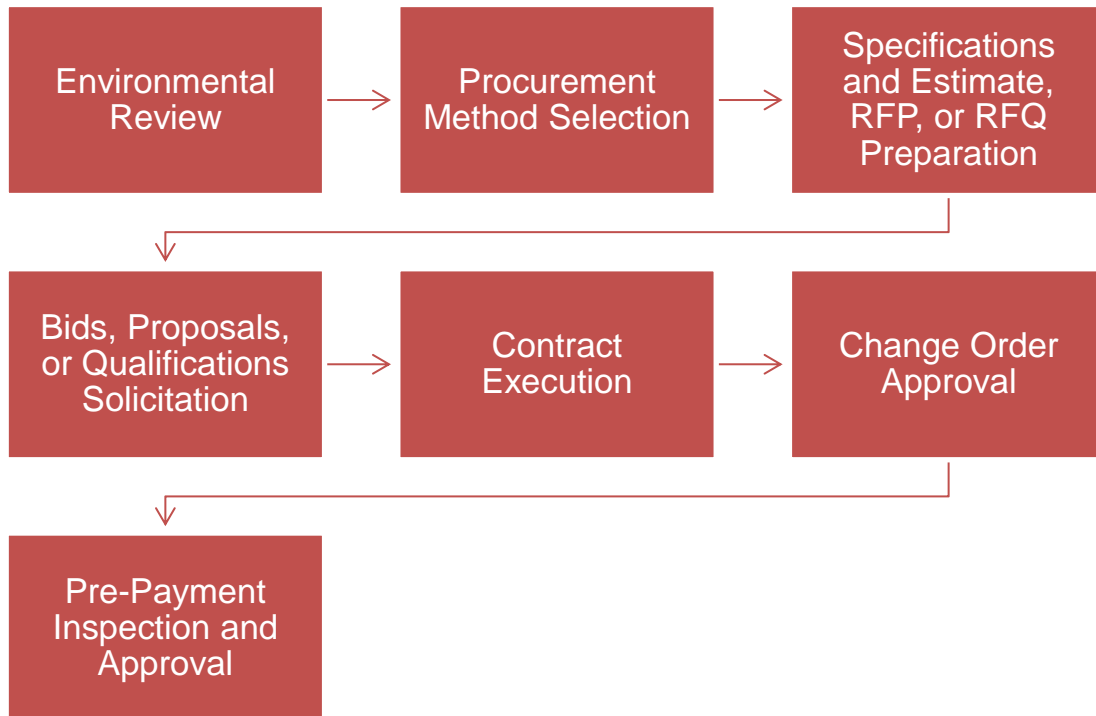 Environmental
Review
Procurement
Method Selection
Specifications
and Estimate,
RFP, or RFQ
Preparation
Bids, Proposals,
or Qualifications
Solicitation
Contract
Execution
Change Order
Approval
Pre-Payment
Inspection and
Approval